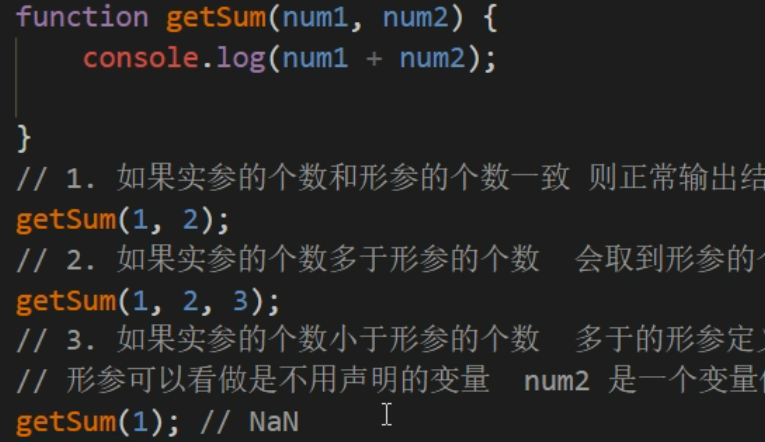 function getSum(num1, num2) {
console.log(num1 + num2);
}
// 1. 如果实参的个数和形参的个数一致 则正常输出结
getSum(1, 2);
// 2. 如果实参的个数多于形参的个数 会取到形参的
getSum(1, 2, 3);
// 3. 如果实参的个数小于形参的个数 多于的形参定
// 形参可以看做是不用声明的变量 num2 是一个变量
getSum(1); // NaN